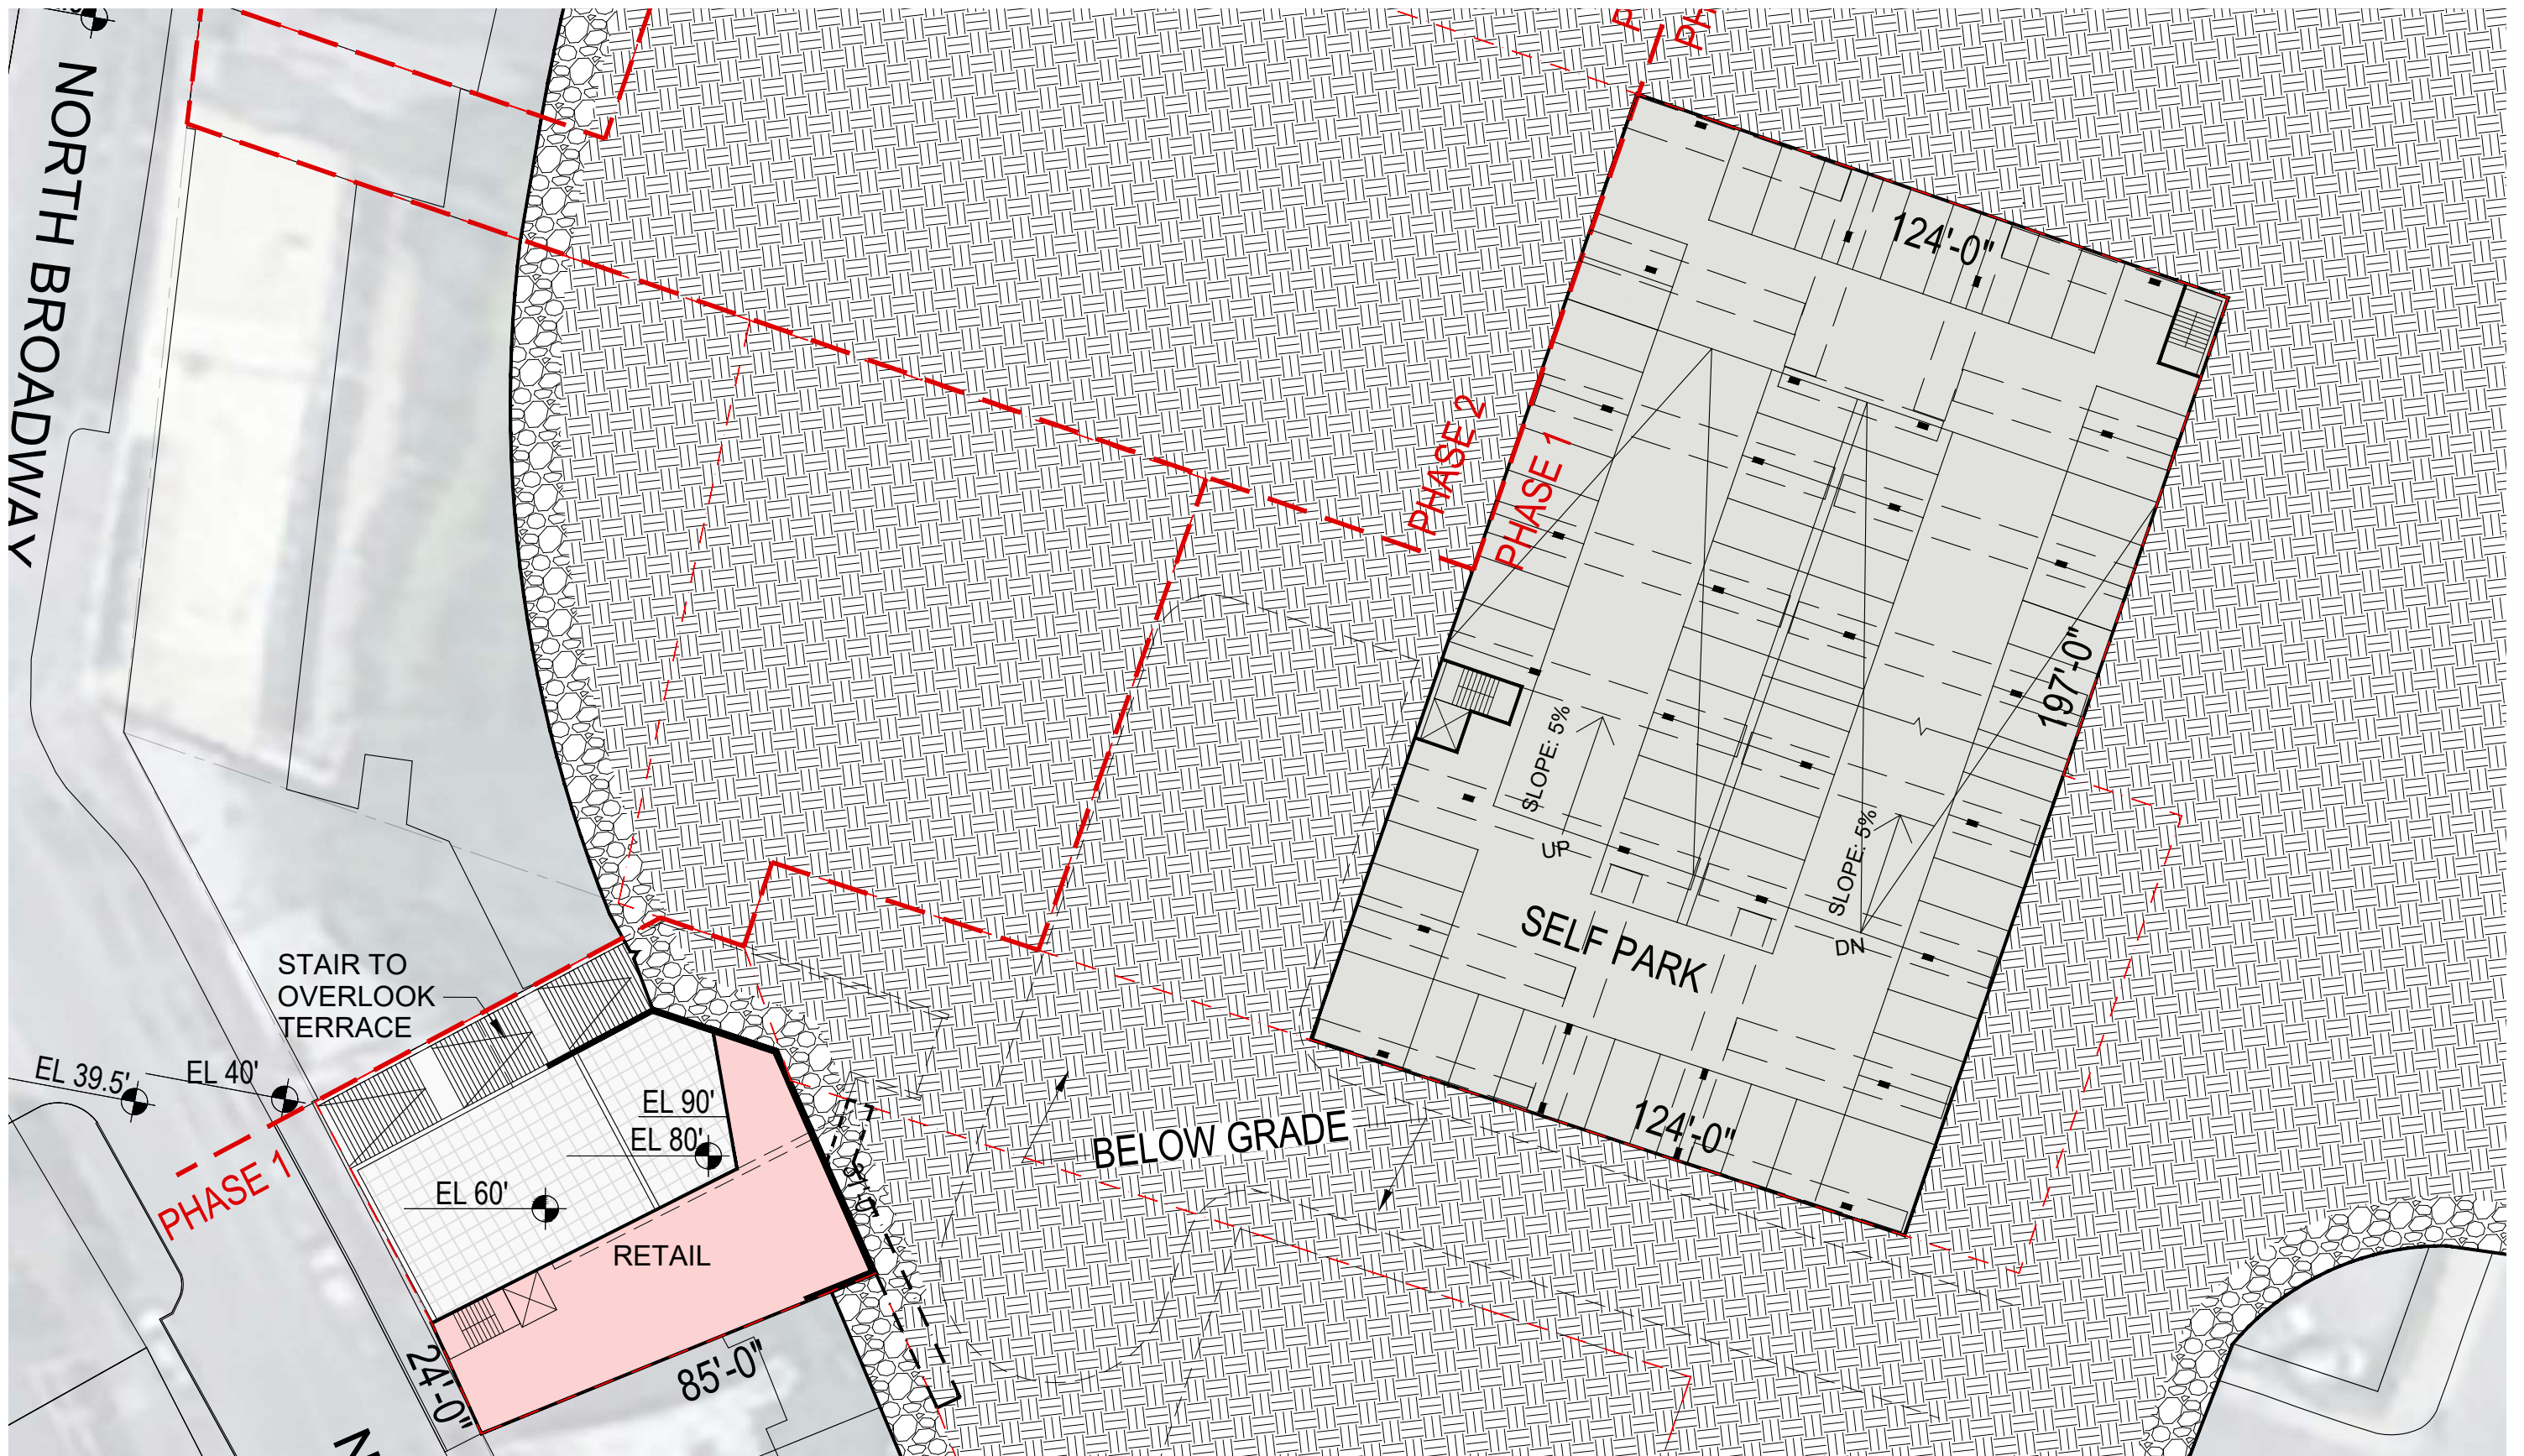 NORTH BROADWAY
124'-0"
PHASE 2
PHASE 1
197'-0"
SLOPE: 5%
UP
SLOPE: 5%
DN
SELF PARK
STAIR TO
OVERLOOK
TERRACE
EL 39.5'
EL 40'
EL 90'
EL 80'
BELOW GRADE
124'-0"
PHASE 1
EL 60'
RETAIL
24'-0"
85'-0"